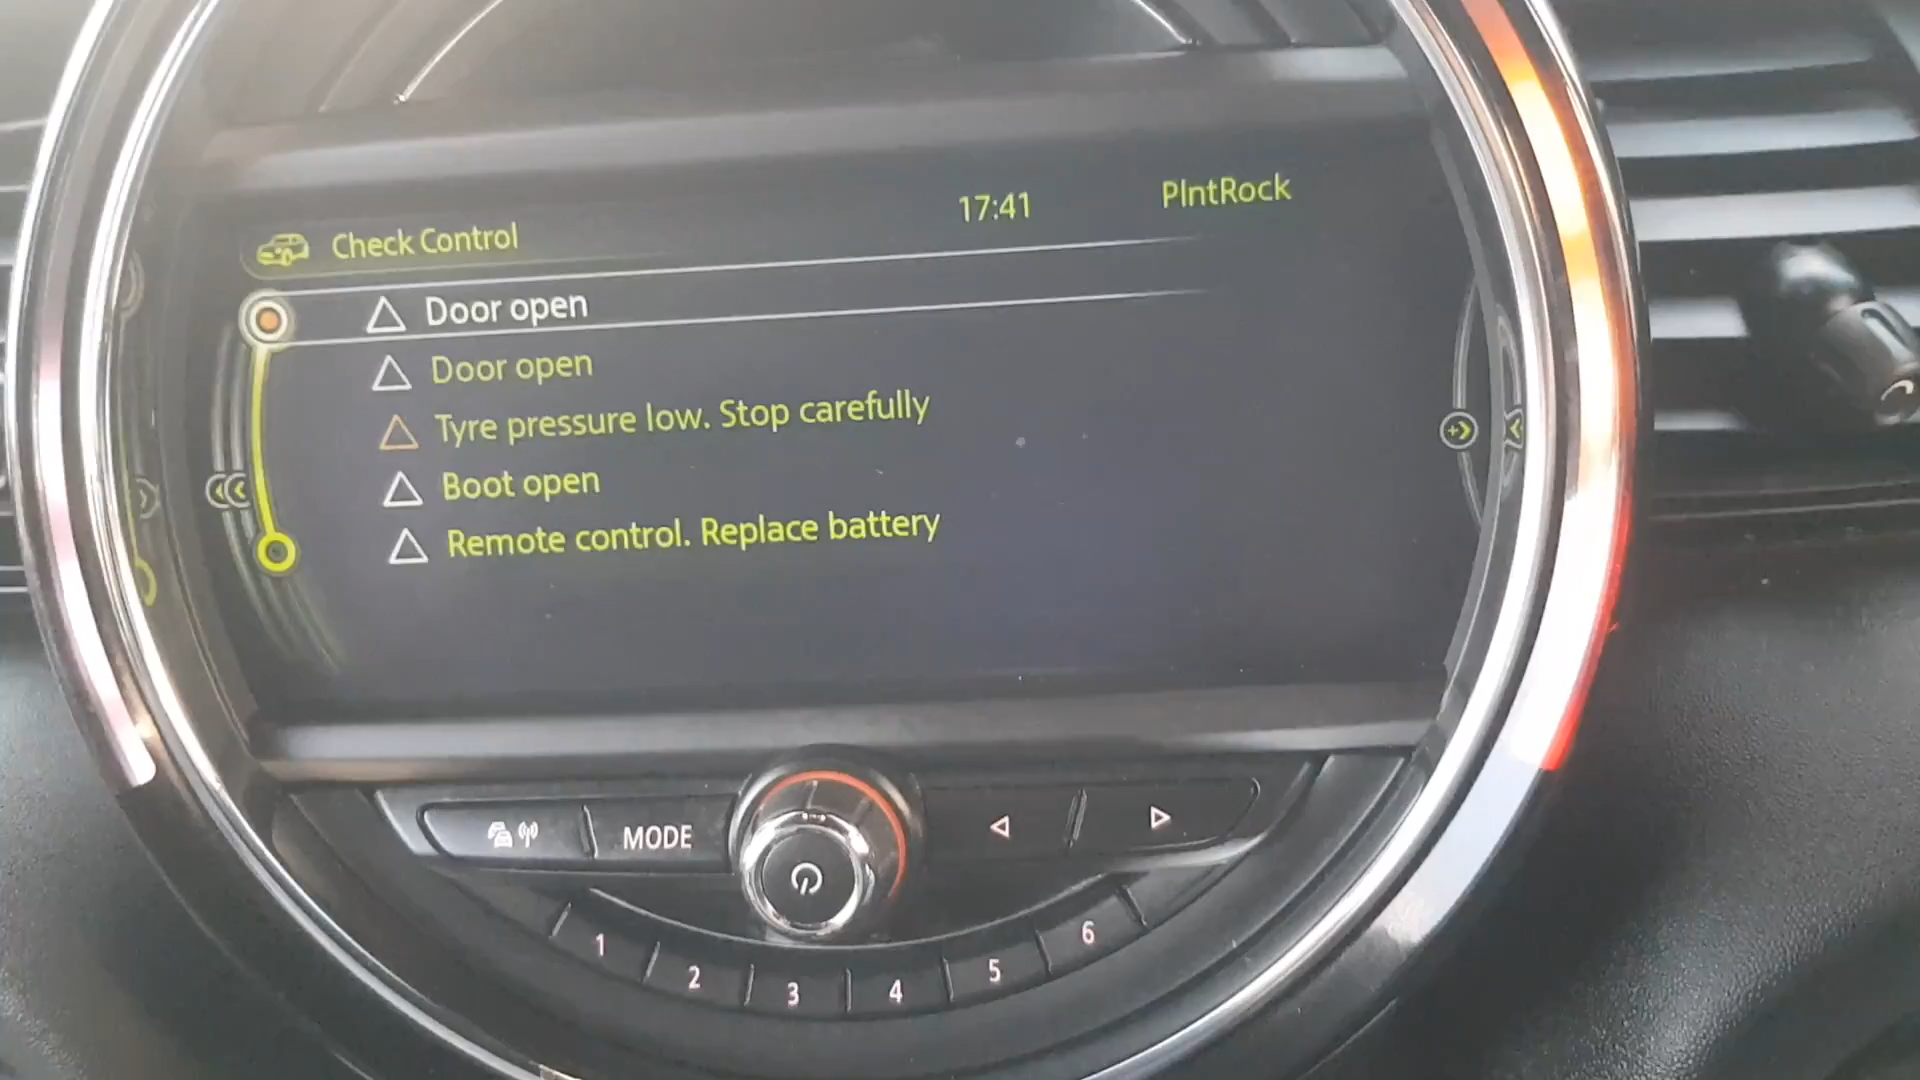 17:41
PlntRock
Check Control
Door open
Door open
Tyre pressure low. Stop carefully
Boot open
Remote control. Replace battery
MODE
1
2
3
4
5
6